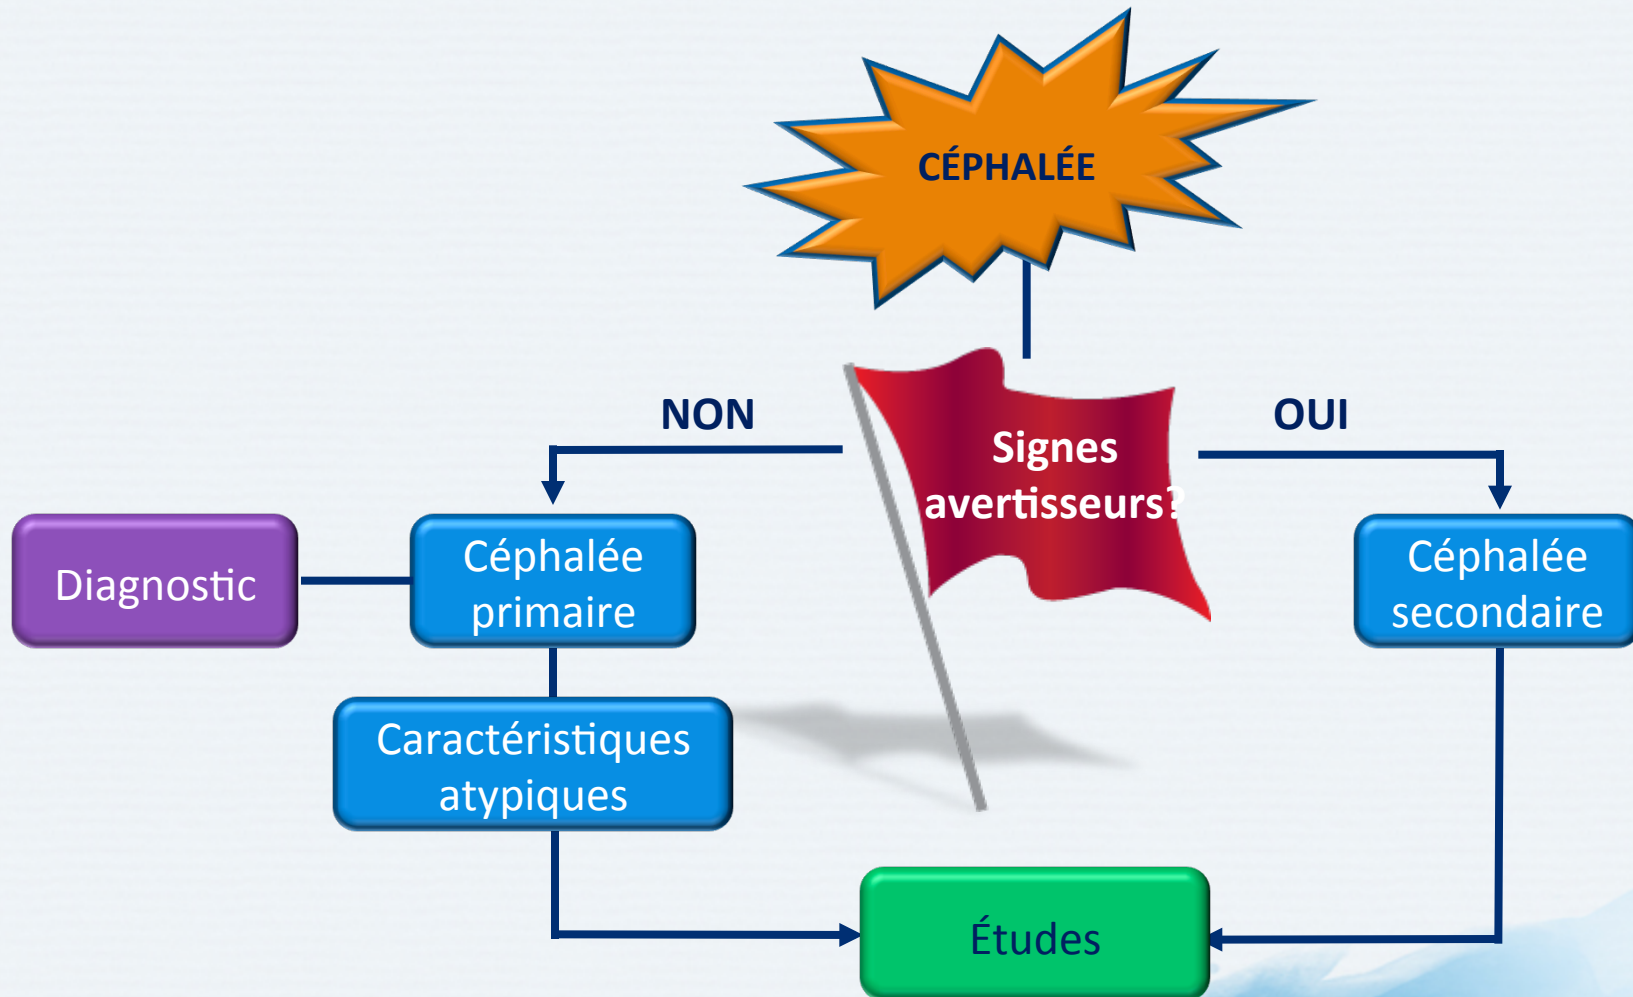 CÉPHALÉE
NON
OUI
Signes
avertisseurs?
Diagnostic
Céphalée
primaire
Céphalée
secondaire
Caractéristiques
atypiques
Études